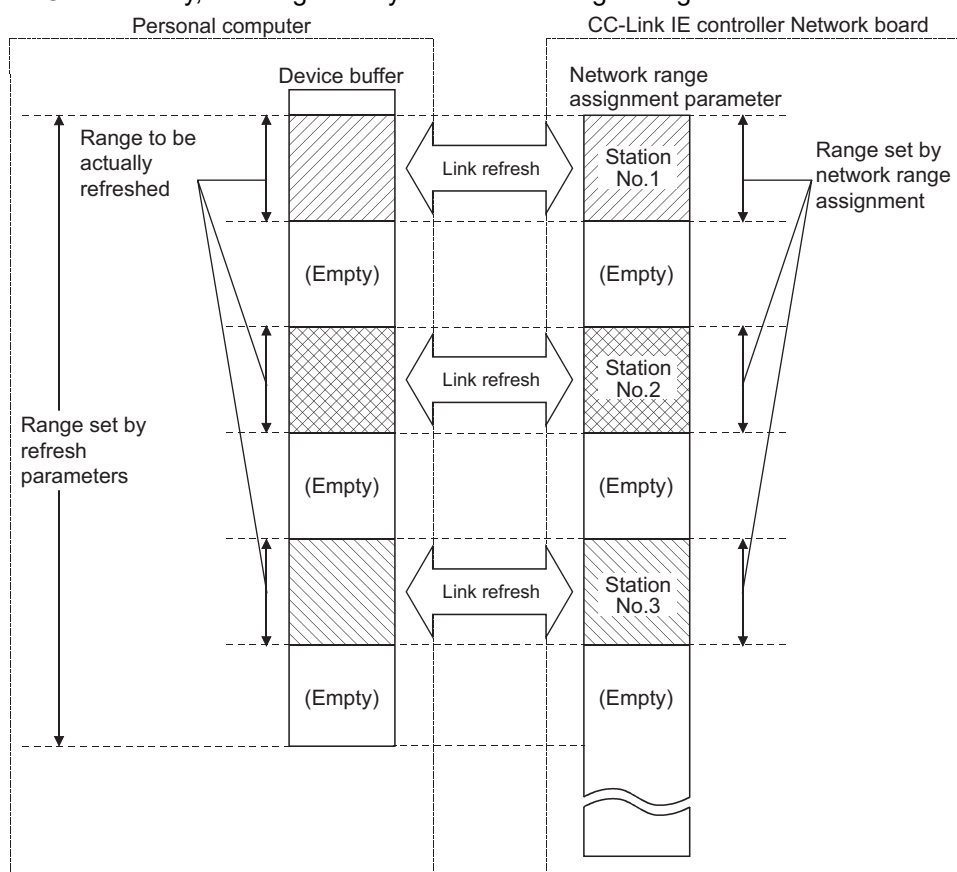 Personal computer
CC-Link IE controller Network board
Device buffer
Network range
assignment parameter
Range to be
actually
refreshed
Link refresh
Station
No.1
Range set by
network range
assignment
(Empty)
(Empty)
Link refresh
Station
No.2
Range set by
refresh
parameters
(Empty)
(Empty)
Link refresh
Station
No.3
(Empty)
(Empty)